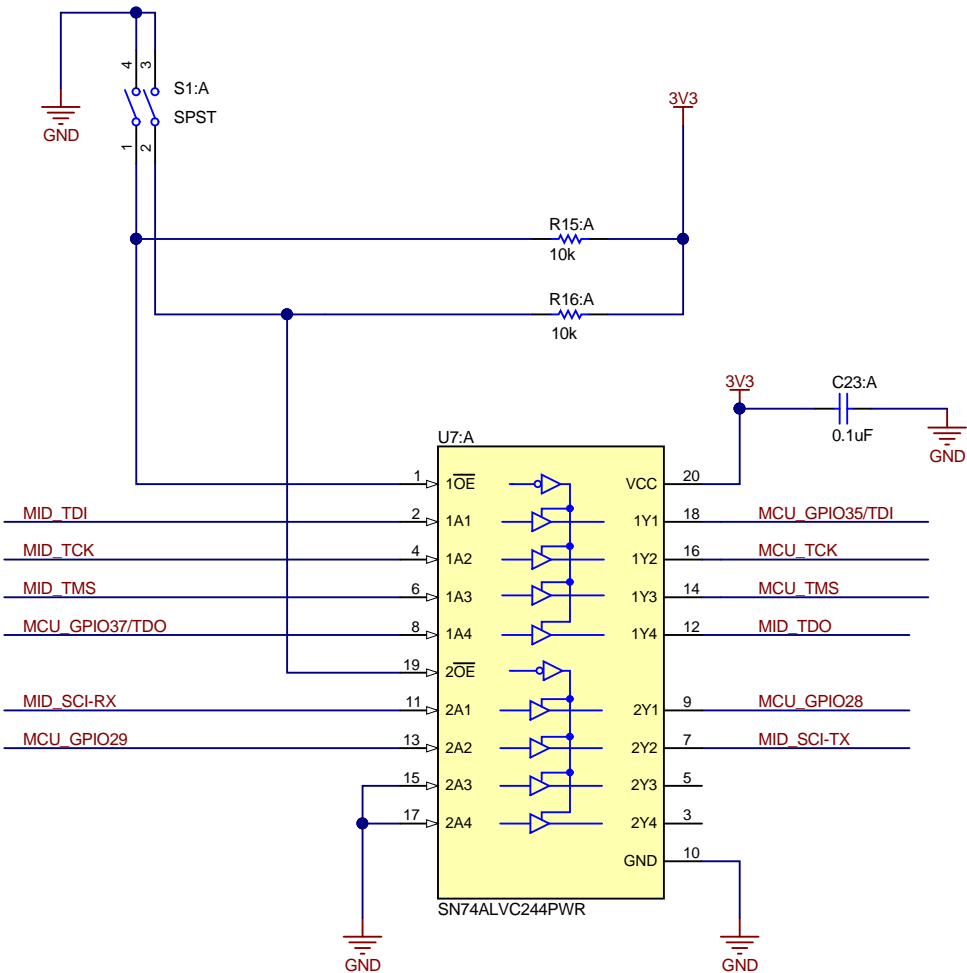 4
3
S1:A
SPST
GND
1
2
3V3
R15:A
10k
R16:A
10k
3V3
C23:A
0.1uF
GND
U7:A
1 1OE VCC 20
MID_TDI 2 1A1 1Y1 18 MCU_GPIO35/TDI
MID_TCK 4 1A2 1Y2 16 MCU_TCK
MID_TMS 6 1A3 1Y3 14 MCU_TMS
MCU_GPIO37/TDO 8 1A4 1Y4 12 MID_TDO
19 2OE
MID_SCI-RX 11 2A1 2Y1 9 MCU_GPIO28
MCU_GPIO29 13 2A2 2Y2 7 MID_SCI-TX
15 2A3 2Y3 5
17 2A4 2Y4 3
GND 10
SN74ALVC244PWR
GND
GND